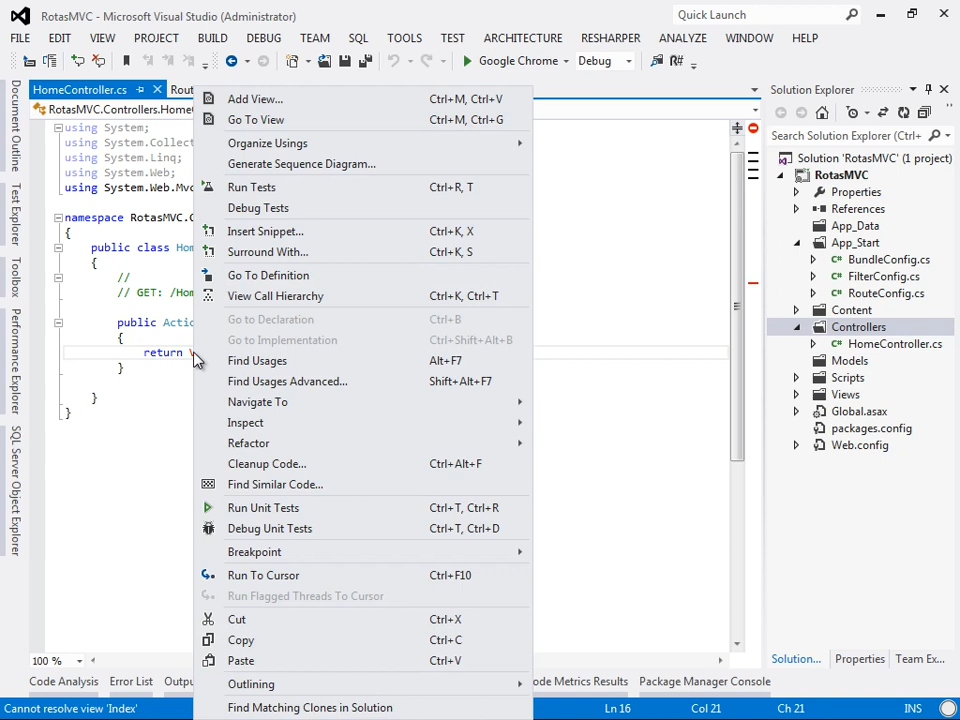 RotasMVC - Microsoft Visual Studio (Administrator)
Quick Launch
FILE EDIT VIEW PROJECT BUILD DEBUG TEAM SQL TOOLS TEST ARCHITECTURE RESHARPER ANALYZE WINDOW HELP
Google Chrome Debug R#
Document Outline
Test Explorer
Toolbox
Performance Explorer
SQL Server Object Explorer
HomeController.cs Rout
RotasMVC.Controllers.HomeC
using System;
using System.Collect
using System.Linq;
using System.Web;
using System.Web.Mvc
namespace RotasMVC.C
{
public class Hom
{
//
// GET: /Hom
public Actio
{
return V
}
}
}
Add View... Ctrl+M, Ctrl+V
Go To View Ctrl+M, Ctrl+G
Organize Usings
Generate Sequence Diagram...
Run Tests Ctrl+R, T
Debug Tests
Insert Snippet... Ctrl+K, X
Surround With... Ctrl+K, S
Go To Definition
View Call Hierarchy Ctrl+K, Ctrl+T
Go to Declaration Ctrl+B
Go to Implementation Ctrl+Shift+Alt+B
Find Usages Alt+F7
Find Usages Advanced... Shift+Alt+F7
Navigate To
Inspect
Refactor
Cleanup Code... Ctrl+Alt+F
Find Similar Code...
Run Unit Tests Ctrl+T, Ctrl+R
Debug Unit Tests Ctrl+T, Ctrl+D
Breakpoint
Run To Cursor Ctrl+F10
Run Flagged Threads To Cursor
Cut Ctrl+X
Copy Ctrl+C
Paste Ctrl+V
Outlining
Find Matching Clones in Solution
Solution Explorer
Search Solution Explorer (Ctrl+
Solution 'RotasMVC' (1 project)
RotasMVC
Properties
References
App_Data
App_Start
BundleConfig.cs
FilterConfig.cs
RouteConfig.cs
Content
Controllers
HomeController.cs
Models
Scripts
Views
Global.asax
packages.config
Web.config
Solution... Properties Team Ex...
100 %
Code Analysis Error List Outpu ode Metrics Results Package Manager Console
Cannot resolve view 'Index' Ln 16 Col 21 Ch 21 INS